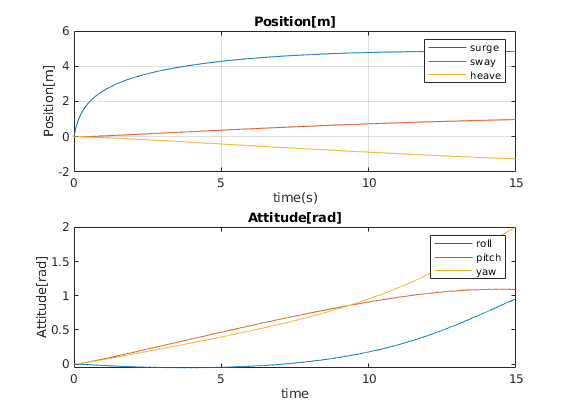 Position[m]
6
4
2
0
-2
Position[m]
surge
sway
heave
0
5
10
15
time(s)
Attitude[rad]
2
1.5
1
0.5
0
Attitude[rad]
roll
pitch
yaw
0
5
10
15
time